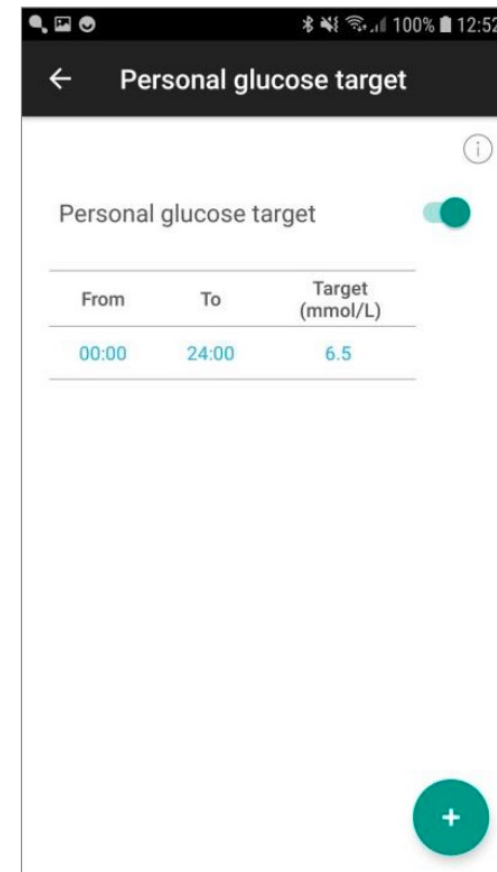 100% 12:52
Personal glucose target
i
Personal glucose target
From To Target (mmol/L)
00:00 24:00 6.5
+